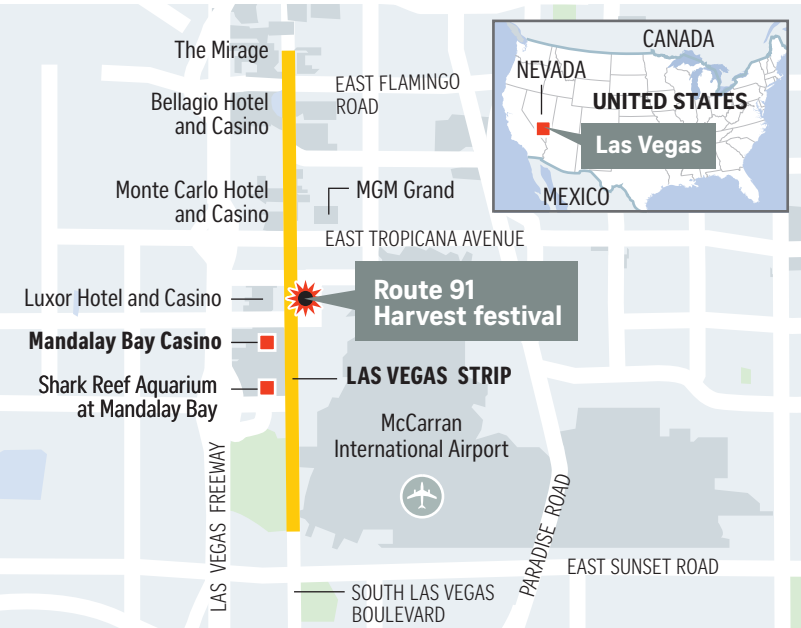 The Mirage
EAST FLAMINGO
ROAD
Bellagio Hotel
and Casino
CANADA
NEVADA
UNITED STATES
Las Vegas
MEXICO
Monte Carlo Hotel
and Casino
MGM Grand
EAST TROPICANA AVENUE
Luxor Hotel and Casino
Route 91
Harvest festival
Mandalay Bay Casino
LAS VEGAS STRIP
Shark Reef Aquarium
at Mandalay Bay
McCarran
International Airport
LAS VEGAS FREEWAY
PARADISE ROAD
EAST SUNSET ROAD
SOUTH LAS VEGAS
BOULEVARD